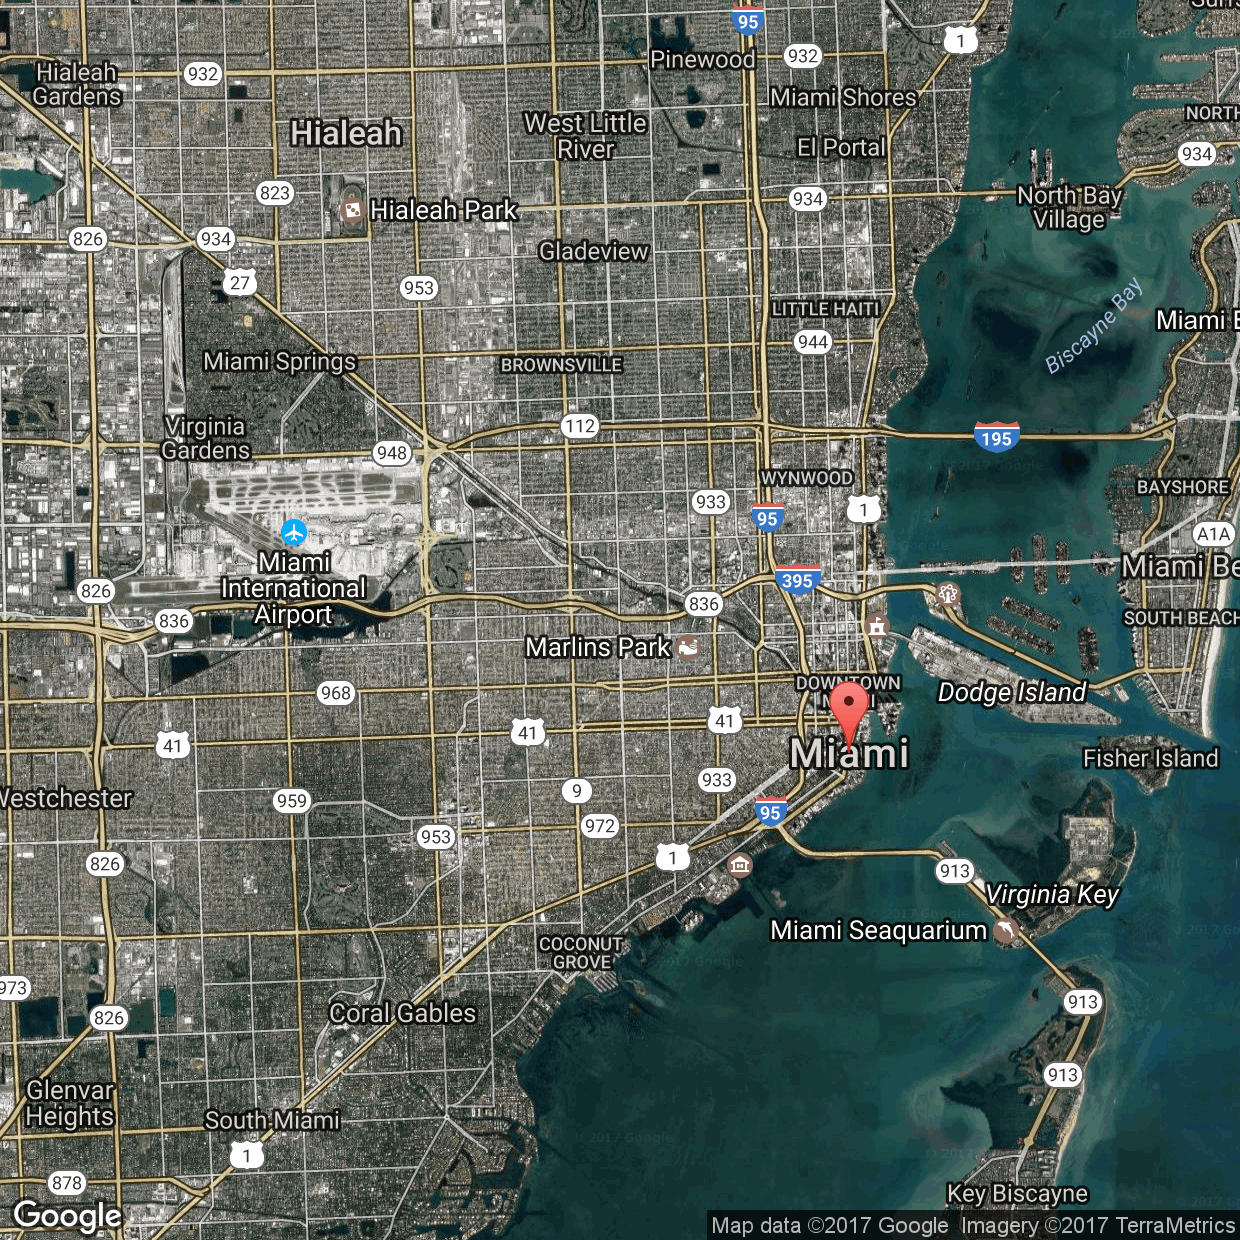 Surfs
95
1
Pinewood
932
Hialeah
Gardens
932
Miami Shores
NORTH
West Little
River
Hialeah
El Portal
934
823
934
North Bay
Village
Hialeah Park
826
934
Gladeview
27
953
Biscayne Bay
LITTLE HAITI
Miami B
944
Miami Springs
BROWNSVILLE
Virginia
Gardens
112
195
948
WYNWOOD
BAYSHORE
933
1
95
A1A
Miami
International
Airport
Miami Be
395
826
836
836
SOUTH BEACH
Marlins Park
DOWNTOWN
Dodge Island
968
41
41
41
Miami
Fisher Island
933
9
Westchester
959
95
972
953
1
826
913
Virginia Key
Miami Seaquarium
COCONUT
GROVE
973
913
Coral Gables
826
913
Glenvar
Heights
South Miami
1
878
Key Biscayne
Google
Map data ©2017 Google Imagery ©2017 TerraMetrics